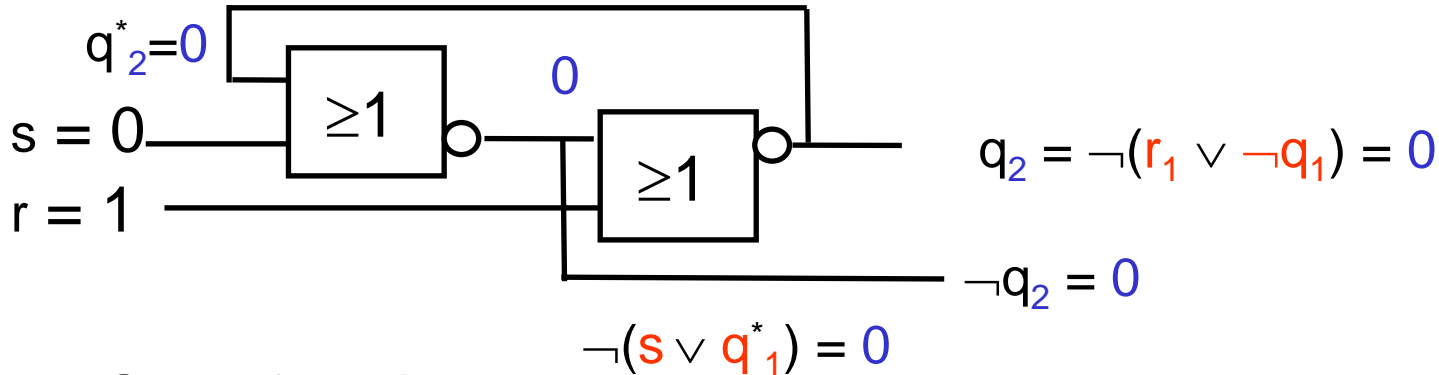 q*₂=0
0
s = 0
≥1
≥1
q₂ = ¬(r₁ ∨ ¬q₁) = 0
r = 1
¬q₂ = 0
¬(s ∨ q*₁) = 0